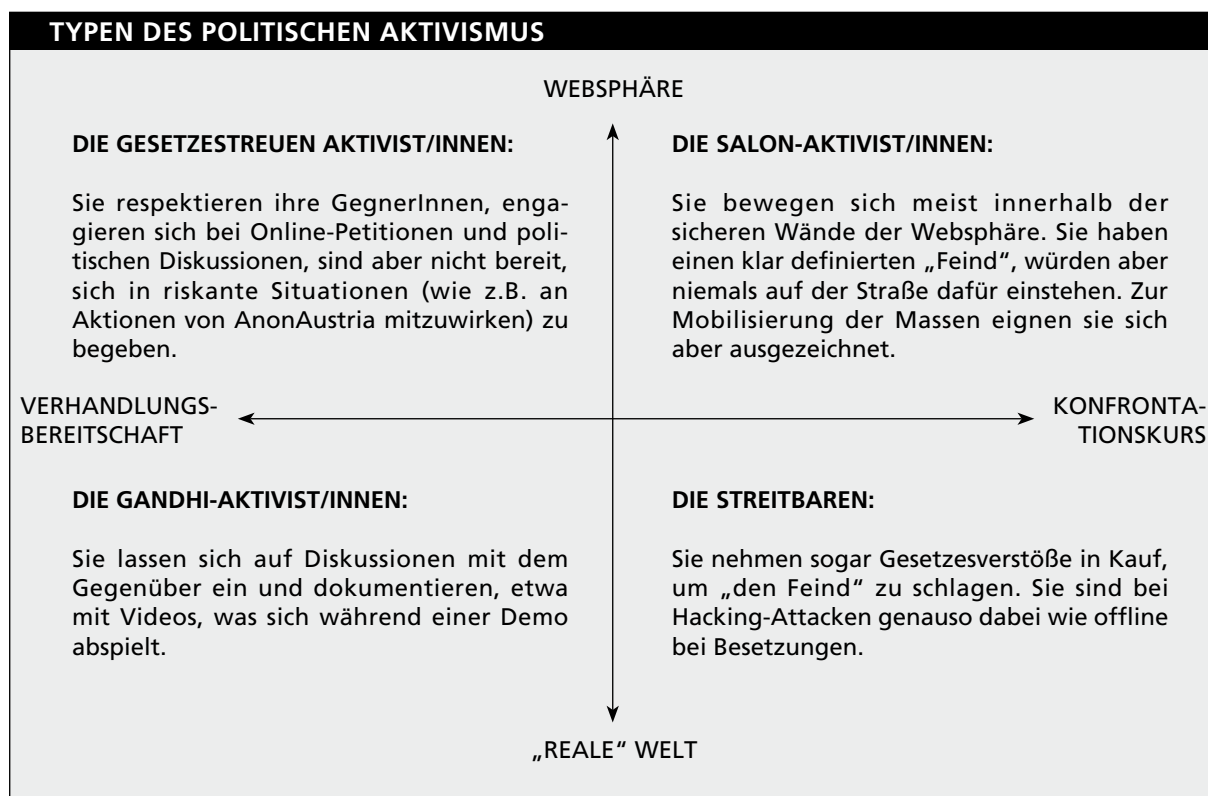 TYPEN DES POLITISCHEN AKTIVISMUS
WEBSPHÄRE
DIE GESETZESTREUEN AKTIVIST/INNEN:
Sie respektieren ihre GegnerInnen, enga-
gieren sich bei Online-Petitionen und poli-
tischen Diskussionen, sind aber nicht bereit,
sich in riskante Situationen (wie z.B. an
Aktionen von AnonAustria mitzuwirken) zu
begeben.
DIE SALON-AKTIVIST/INNEN:
Sie bewegen sich meist innerhalb der
sicheren Wände der Websphäre. Sie haben
einen klar definierten „Feind“, würden aber
niemals auf der Straße dafür einstehen. Zur
Mobilisierung der Massen eignen sie sich
aber ausgezeichnet.
VERHANDLUNGS-
BEREITSCHAFT
KONFRONTA-
TIONSKURS
DIE GANDHI-AKTIVIST/INNEN:
Sie lassen sich auf Diskussionen mit dem
Gegenüber ein und dokumentieren, etwa
mit Videos, was sich während einer Demo
abspielt.
DIE STREITBAREN:
Sie nehmen sogar Gesetzesverstöße in Kauf,
um „den Feind“ zu schlagen. Sie sind bei
Hacking-Attacken genauso dabei wie offline
bei Besetzungen.
„REALE“ WELT